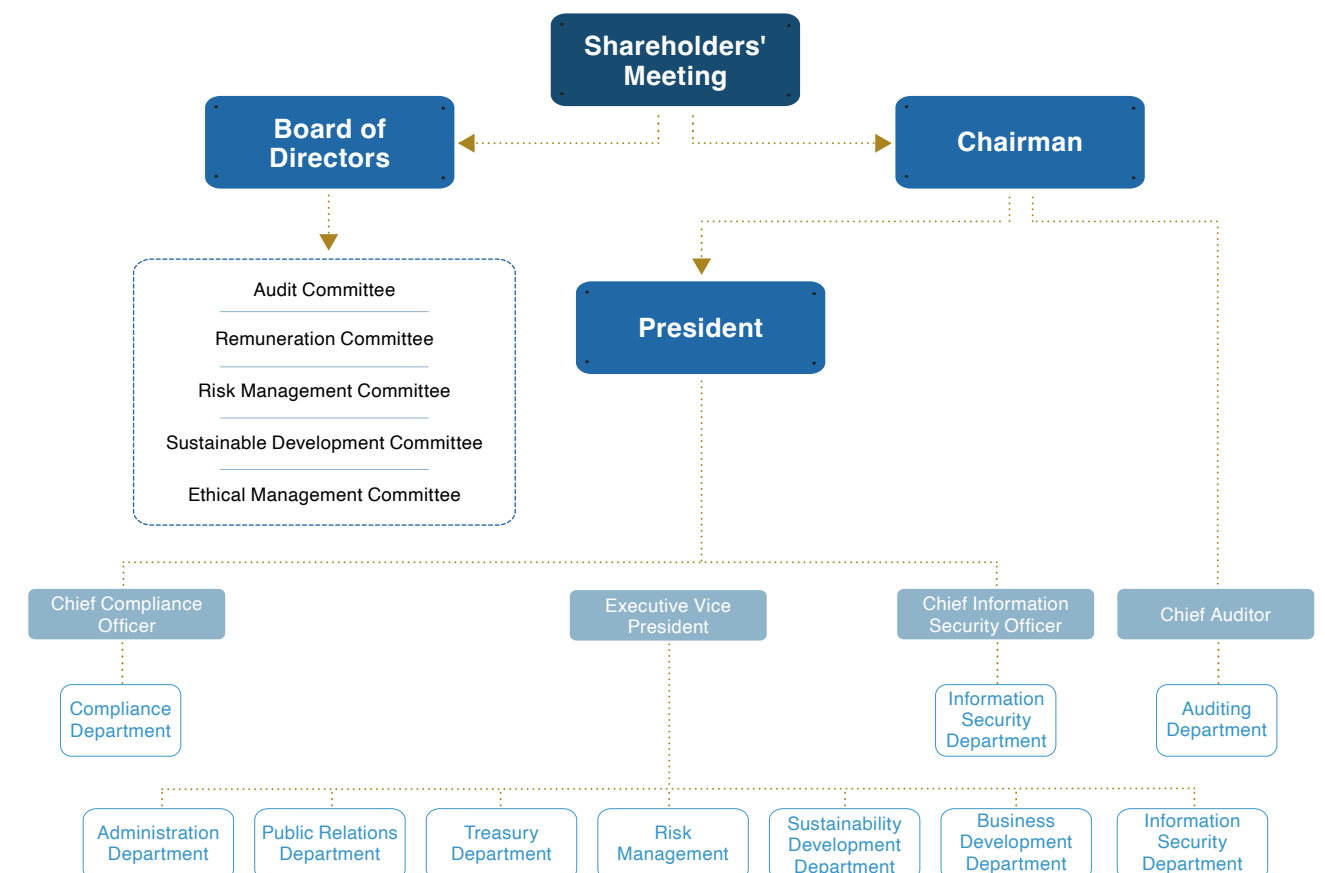 Shareholders'
Meeting
Board of
Directors
Chairman
Audit Committee
Remuneration Committee
Risk Management Committee
Sustainable Development Committee
Ethical Management Committee
President
Chief Compliance
Officer
Executive Vice
President
Chief Information
Security Officer
Chief Auditor
Compliance
Department
Information
Security
Department
Auditing
Department
Administration
Department
Public Relations
Department
Treasury
Department
Risk
Management
Sustainability
Development
Department
Business
Development
Department
Information
Security
Department